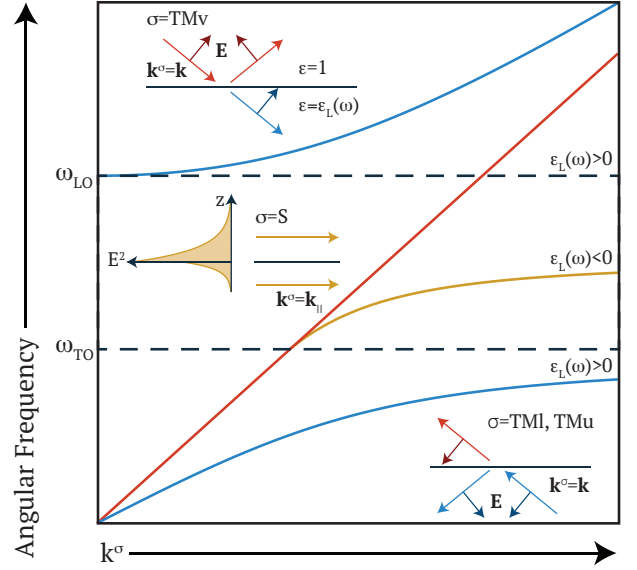 σ=TMv
E
k^σ=k
ε=1
ε=ε_L(ω)
ω_LO
ε_L(ω)>0
z
σ=S
E²
ε_L(ω)<0
k^σ=k_||
ω_TO
ε_L(ω)>0
σ=TMl, TMu
E
k^σ=k
Angular Frequency
k^σ